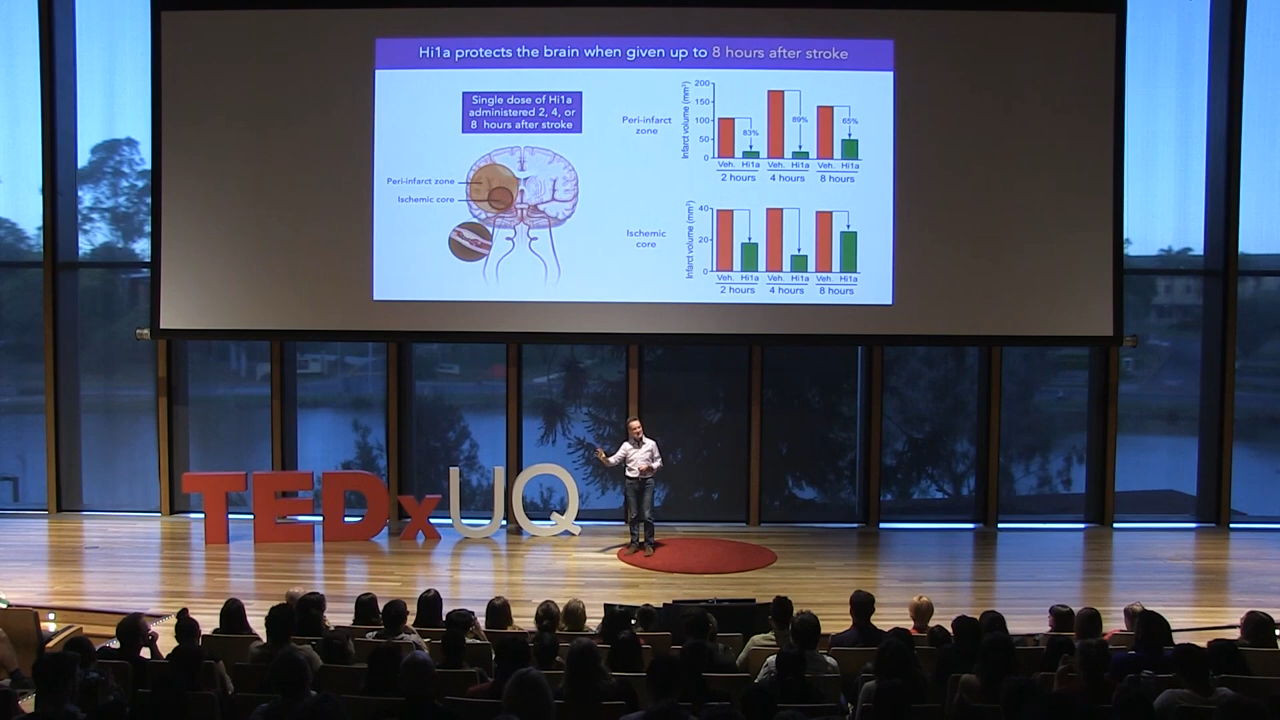 Hi1a protects the brain when given up to 8 hours after stroke
Single dose of Hi1a
administered 2, 4, or
8 hours after stroke
Peri-infarct zone
Ischemic core
Peri-infarct
zone
Infarct volume (mm³)
200
150
100
50
0
83%
89%
65%
Veh. Hi1a Veh. Hi1a Veh. Hi1a
2 hours 4 hours 8 hours
Ischemic
core
Infarct volume (mm³)
40
20
0
Veh. Hi1a Veh. Hi1a Veh. Hi1a
2 hours 4 hours 8 hours
TEDxUQ